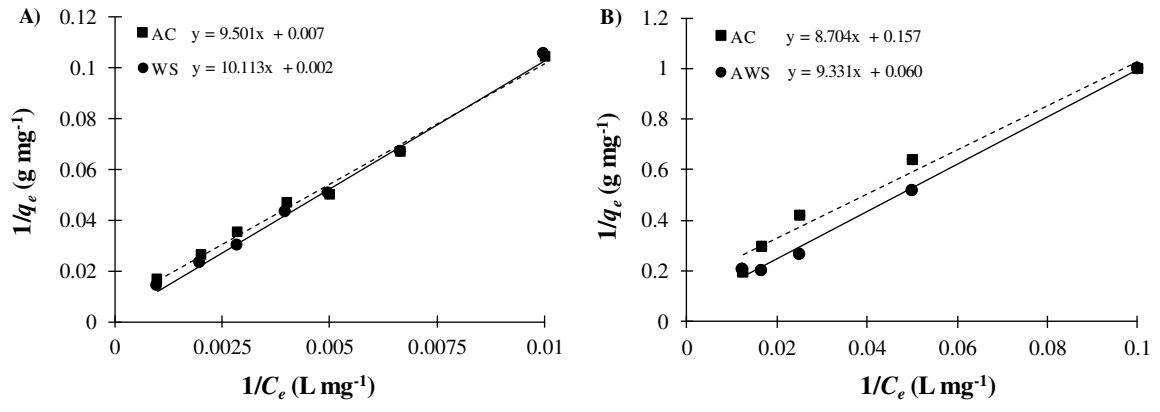 A)
0.12
0.1
0.08
0.06
0.04
0.02
0
AC y = 9.501x + 0.007
WS y = 10.113x + 0.002
1/qe (g mg-1)
0 0.0025 0.005 0.0075 0.01
1/Ce (L mg-1)
B)
1.2
1
0.8
0.6
0.4
0.2
0
AC y = 8.704x + 0.157
AWS y = 9.331x + 0.060
1/qe (g mg-1)
0 0.02 0.04 0.06 0.08 0.1
1/Ce (L mg-1)